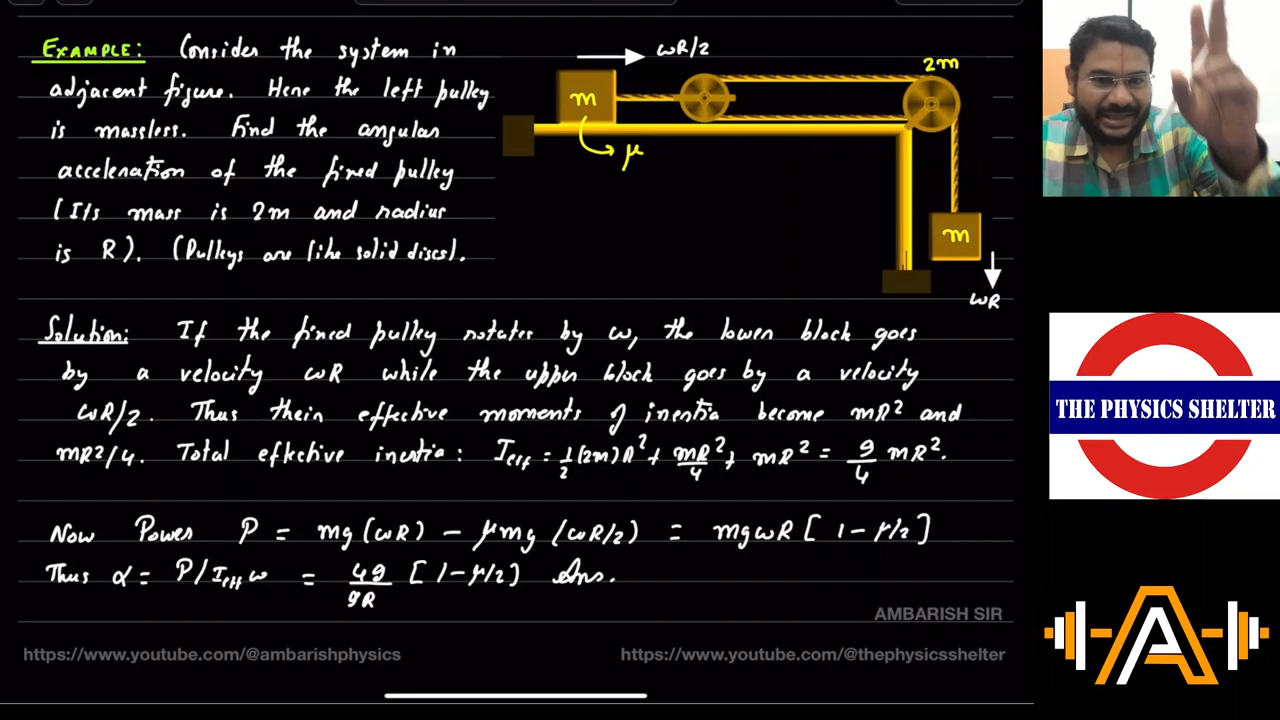 EXAMPLE: Consider the system in
adjacent figure. Here the left pulley
is massless. Find the angular
acceleration of the fixed pulley
(Its mass is 2m and radius
is R). (Pulleys are like solid discs).
ωR/2
2m
m
μ
m
ωR
Solution: If the fixed pulley rotates by ω, the lower block goes
by a velocity ωR while the upper block goes by a velocity
ωR/2. Thus their effective moments of inertia become mR² and
mR²/4. Total effective inertia: Ieff = 1/2 (2m)R² + mR²/4 + mR² = 9/4 mR².
Now Power P = mg(ωR) - μmg (ωR/2) = mgωR [1 - μ/2]
Thus α = P/Ieff ω = 4g/9R [1 - μ/2] Ans.
AMBARISH SIR
https://www.youtube.com/@ambarishphysics
https://www.youtube.com/@thephysicsshelter
THE PHYSICS SHELTER